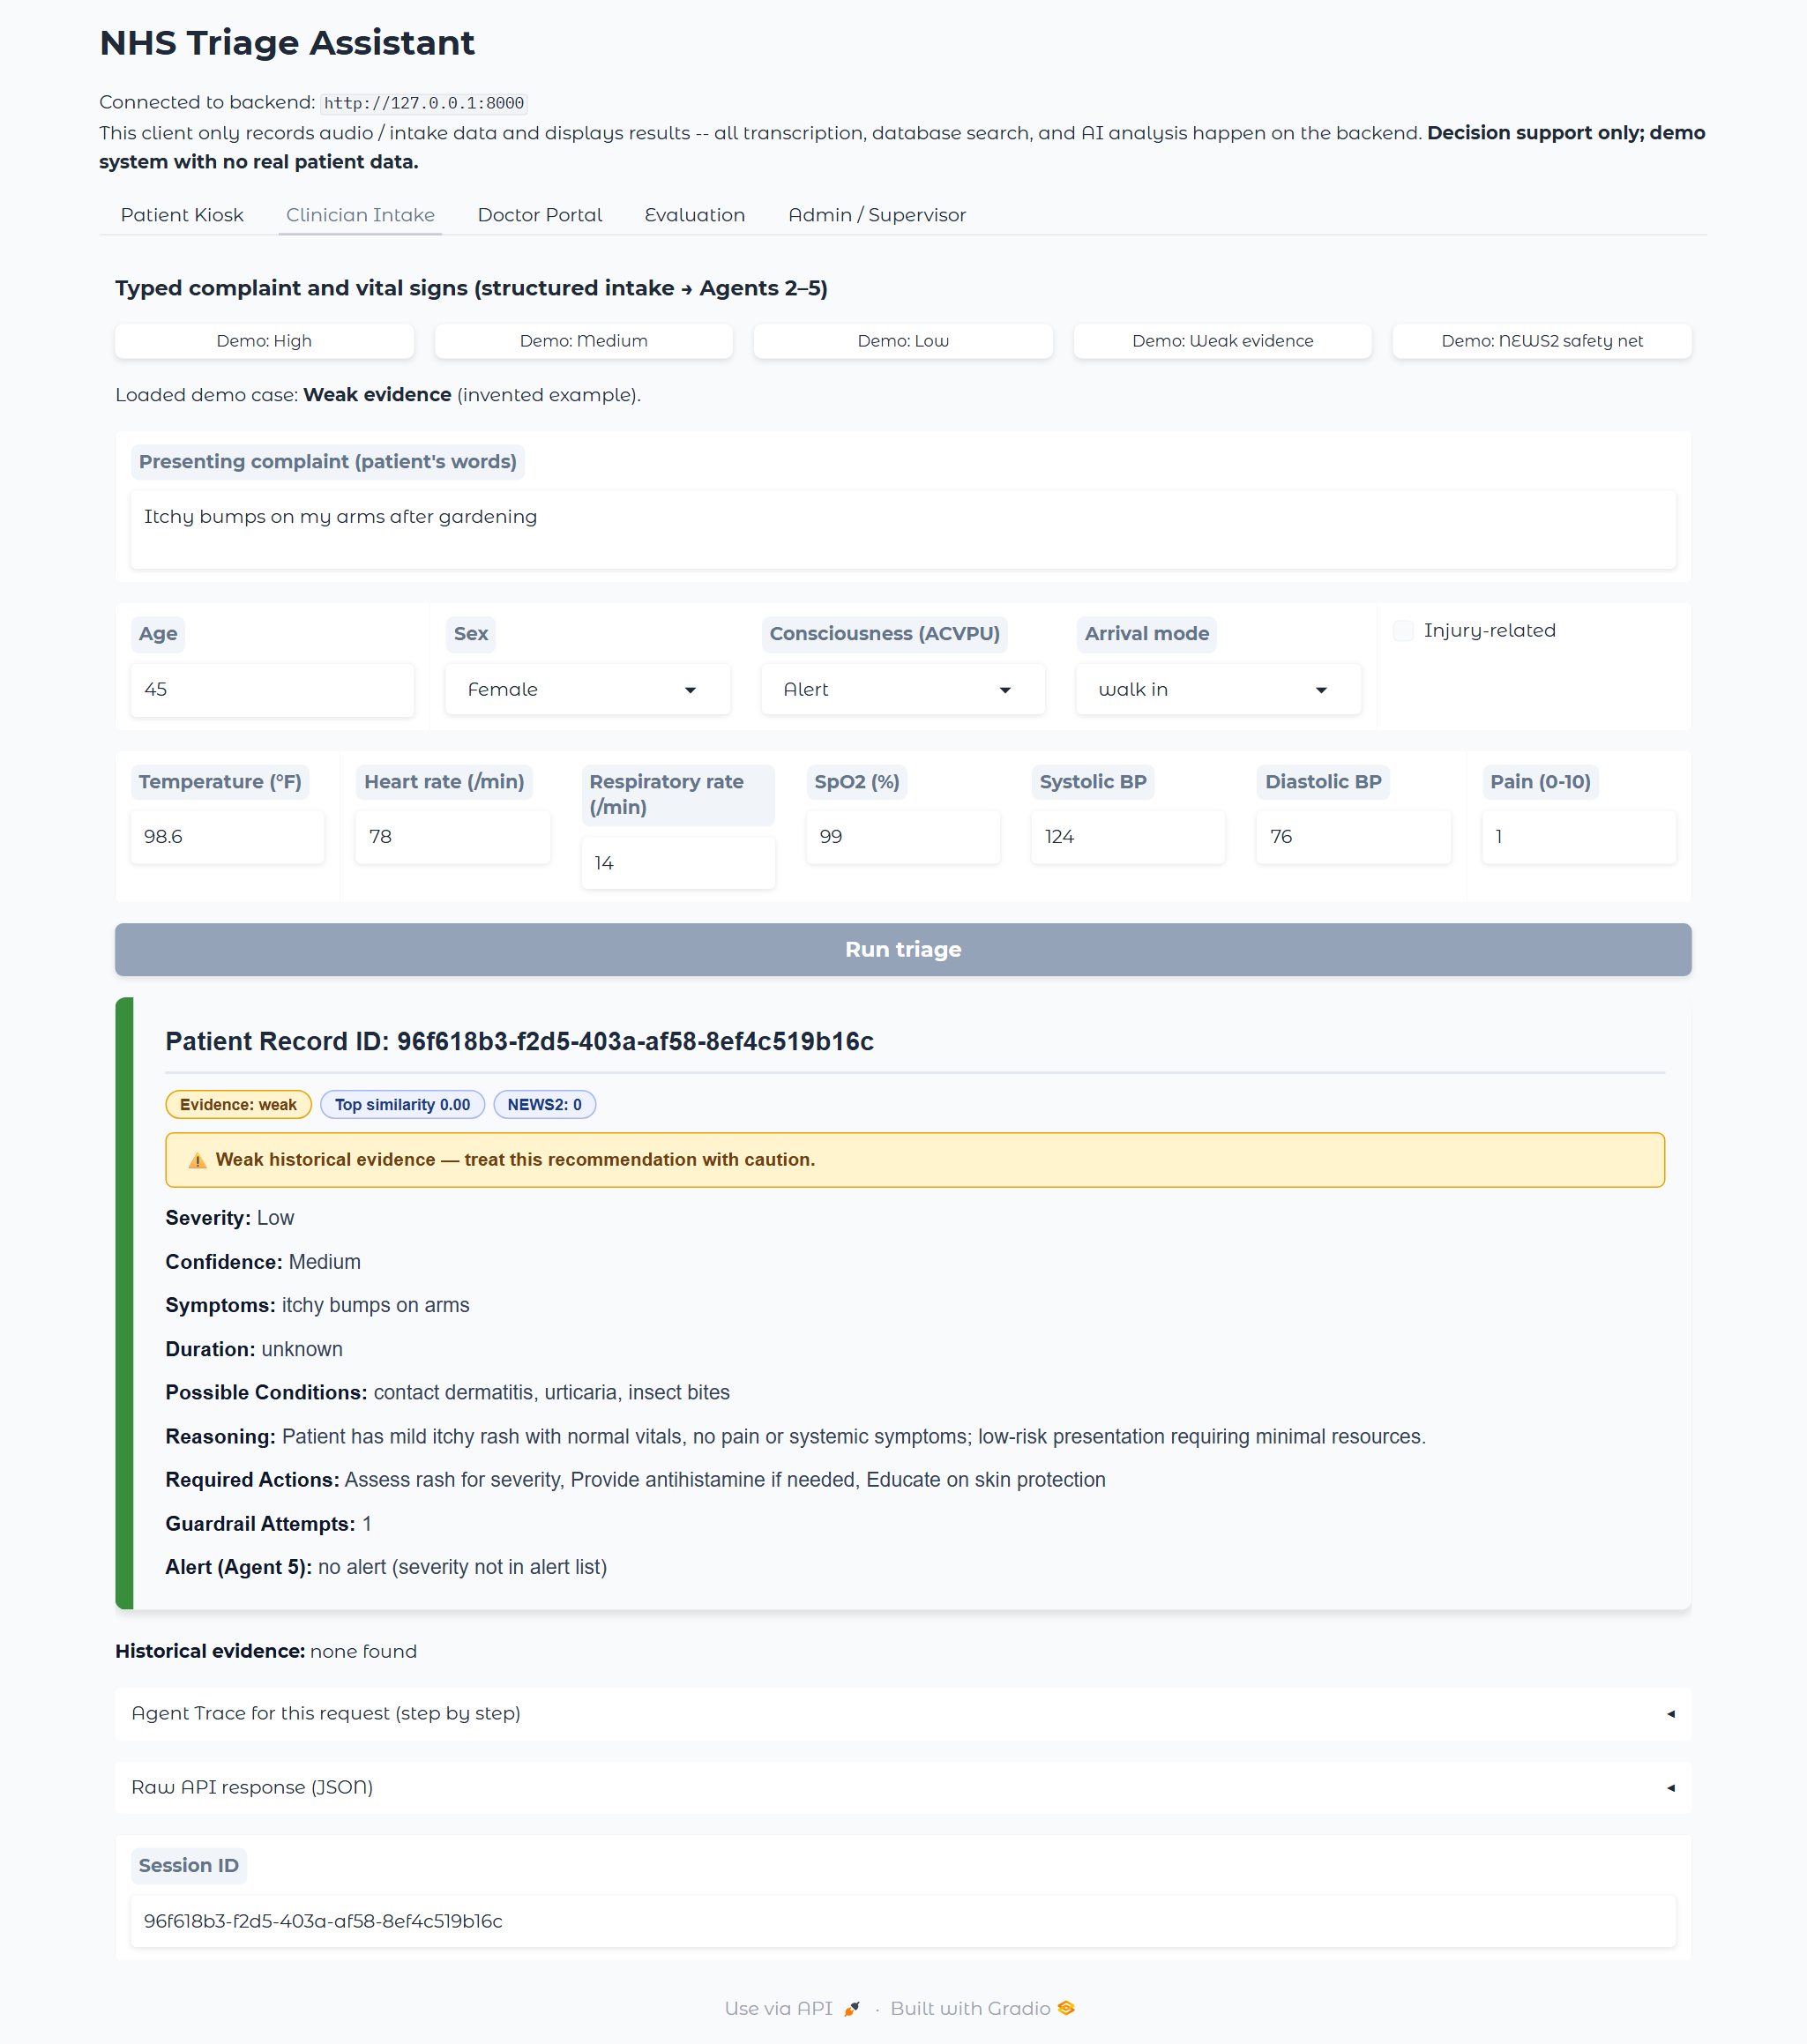 NHS Triage Assistant
Connected to backend: http://127.0.0.1:8000
This client only records audio / intake data and displays results -- all transcription, database search, and AI analysis happen on the backend. Decision support only; demo
system with no real patient data.
Patient Kiosk
Clinician Intake
Doctor Portal
Evaluation
Admin / Supervisor
Typed complaint and vital signs (structured intake → Agents 2–5)
Demo: High
Demo: Medium
Demo: Low
Demo: Weak evidence
Demo: NEWS2 safety net
Loaded demo case: Weak evidence (invented example).
Presenting complaint (patient's words)
Itchy bumps on my arms after gardening
Age
45
Sex
Female
Consciousness (ACVPU)
Alert
Arrival mode
walk in
Injury-related
Temperature (°F)
98.6
Heart rate (/min)
78
Respiratory rate
(/min)
14
SpO2 (%)
99
Systolic BP
124
Diastolic BP
76
Pain (0-10)
1
Run triage
Patient Record ID: 96f618b3-f2d5-403a-af58-8ef4c519b16c
Evidence: weak
Top similarity 0.00
NEWS2: 0
⚠ Weak historical evidence — treat this recommendation with caution.
Severity: Low
Confidence: Medium
Symptoms: itchy bumps on arms
Duration: unknown
Possible Conditions: contact dermatitis, urticaria, insect bites
Reasoning: Patient has mild itchy rash with normal vitals, no pain or systemic symptoms; low-risk presentation requiring minimal resources.
Required Actions: Assess rash for severity, Provide antihistamine if needed, Educate on skin protection
Guardrail Attempts: 1
Alert (Agent 5): no alert (severity not in alert list)
Historical evidence: none found
Agent Trace for this request (step by step)
Raw API response (JSON)
Session ID
96f618b3-f2d5-403a-af58-8ef4c519b16c
Use via API · Built with Gradio